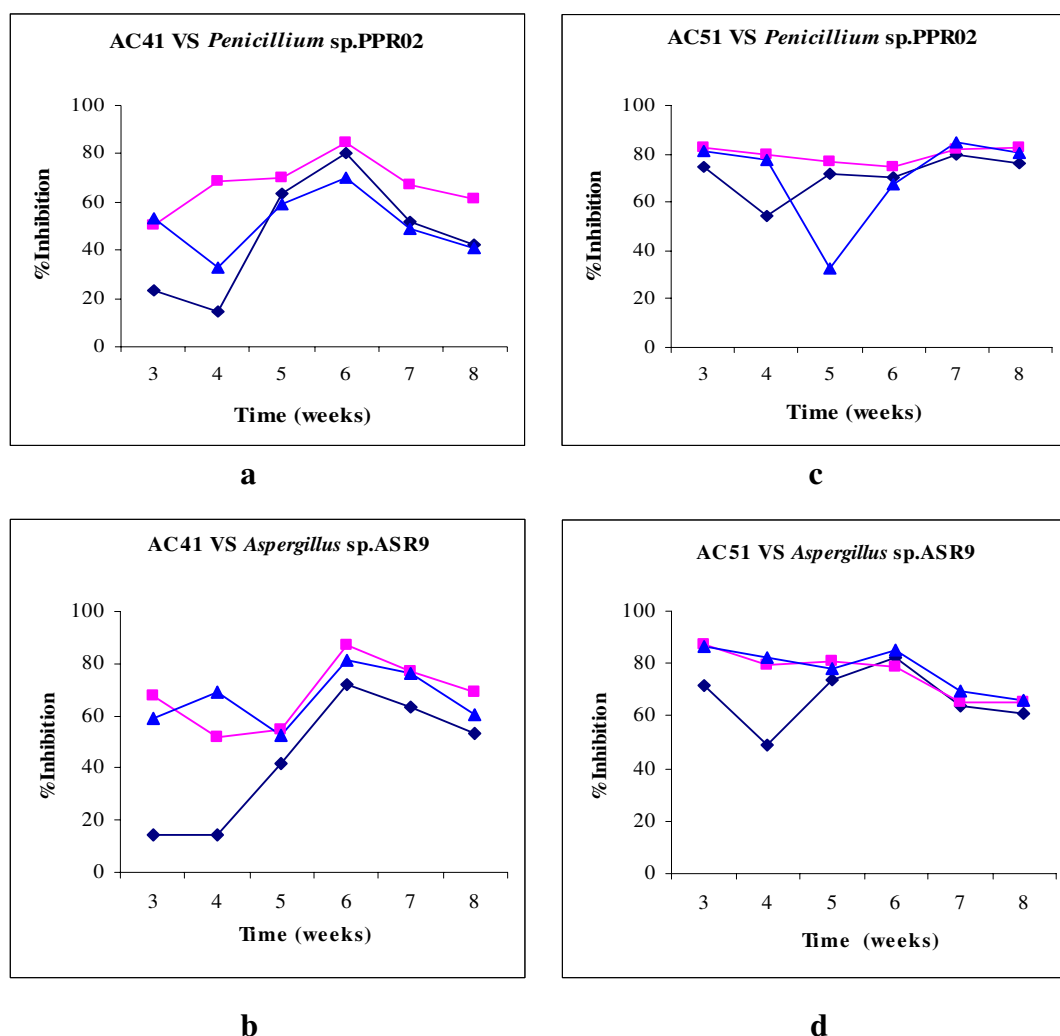 AC41 VS Penicillium sp.PPR02
100
80
60
40
20
0
%Inhibition
3 4 5 6 7 8
Time (weeks)
a
AC51 VS Penicillium sp.PPR02
100
80
60
40
20
0
%Inhibition
3 4 5 6 7 8
Time (weeks)
c
AC41 VS Aspergillus sp.ASR9
100
80
60
40
20
0
%Inhibition
3 4 5 6 7 8
Time (weeks)
b
AC51 VS Aspergillus sp.ASR9
100
80
60
40
20
0
%Inhibition
3 4 5 6 7 8
Time (weeks)
d